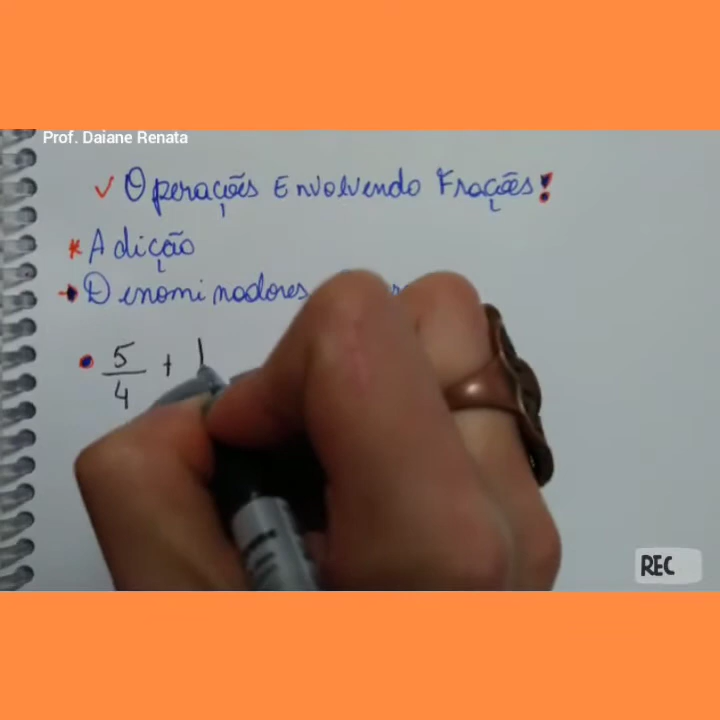 Prof. Daiane Renata
✓ Operações Envolvendo Frações!
* Adição
→ Denominadores
• 5/4 + 1
REC